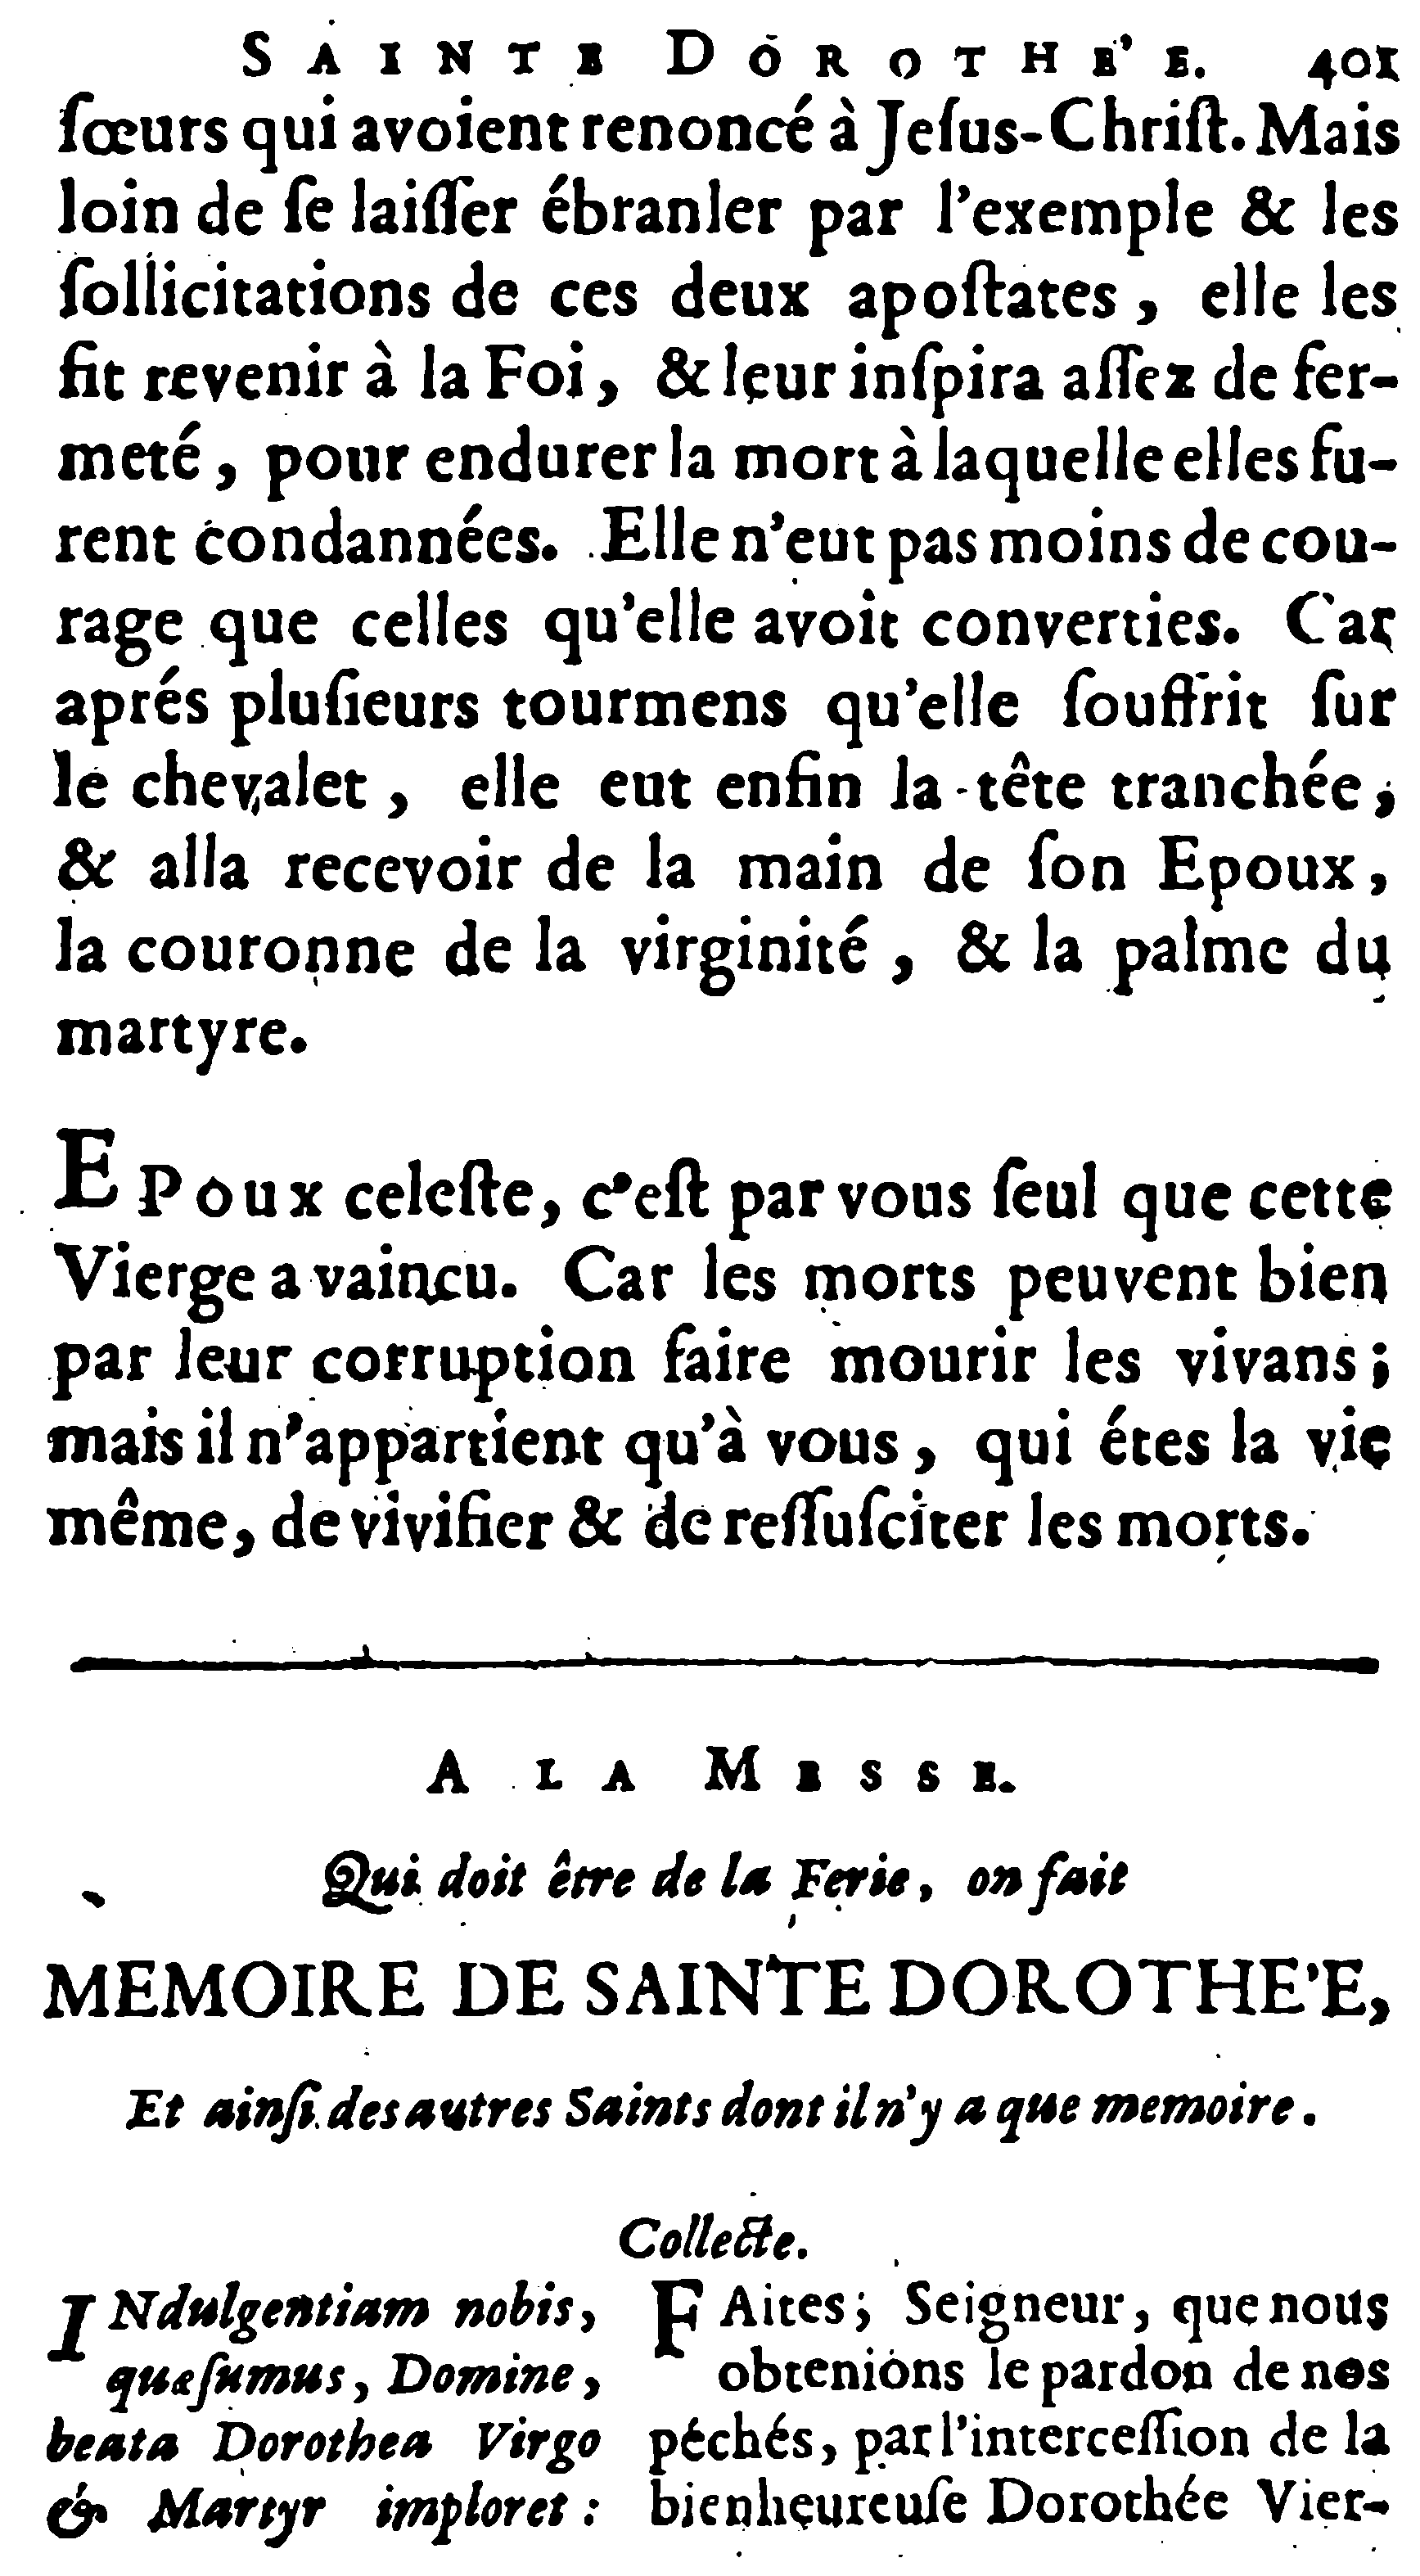 SAINTE DOROTHE'E. 401
ſœurs qui avoient renoncé à Jeſus-Chriſt. Mais
loin de ſe laiſſer ébranler par l'exemple & les
ſollicitations de ces deux apoſtates, elle les
fit revenir à la Foi, & leur inſpira aſſez de fer-
meté, pour endurer la mort à laquelle elles fu-
rent condannées. Elle n'eut pas moins de cou-
rage que celles qu'elle avoit converties. Car
aprés pluſieurs tourmens qu'elle ſouffrit ſur
le chevalet, elle eut enfin la tête tranchée,
& alla recevoir de la main de ſon Epoux,
la couronne de la virginité, & la palme du
martyre.
EPoux celeſte, c'eſt par vous ſeul que cette
Vierge a vaincu. Car les morts peuvent bien
par leur corruption faire mourir les vivans;
mais il n'appartient qu'à vous, qui étes la vie
même, de vivifier & de reſſuſciter les morts.
A LA MESSE.
Qui doit être de la Ferie, on fait
MEMOIRE DE SAINTE DOROTHE'E,
Et ainſi des autres Saints dont il n'y a que memoire.
Collecte.
INdulgentiam nobis,
quæſumus, Domine,
beata Dorothea Virgo
& Martyr imploret:
FAites; Seigneur, que nous
obtenions le pardon de nos
péchés, par l'interceſſion de la
bienheureuſe Dorothée Vier-